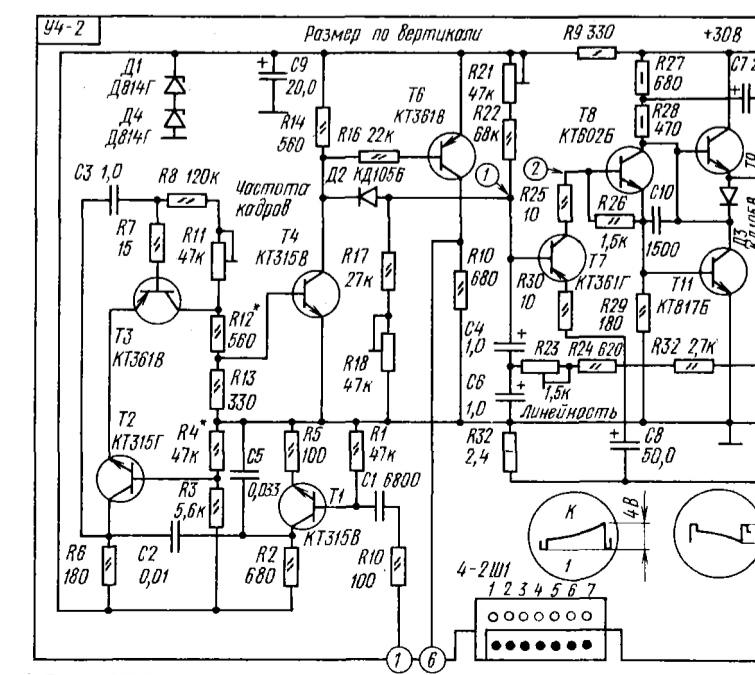 У4-2
Размер по вертикали
R9 330
+30В
Д1
Д814Г
Д4
Д814Г
C9
20,0
R14
560
R16 22к
T6
КТ361В
R21
47к
R22
68к
T8
КТ602Б
R27
680
R28
470
C7
C3 1,0
R8 120к
Частота
кадров
Д2 КД105Б
1
2
R7
15
R11
47к
T4
КТ315В
R17
27к
R10
680
R25
10
R26
1,5к
C10
1500
Д3
T7
КТ361Г
R30
10
T11
КТ817Б
R29
180
T3
КТ361В
R12*
560
R13
330
R18
47к
C4
1,0
R23
1,5к
R24 620
R32 2,7к
C6
1,0
Линейность
T2
КТ315Г
R4*
47к
R3
5,6к
C5
0,033
R5
100
R1
47к
C1 6800
T1
КТ315В
R32
2,4
C8
50,0
R6
180
C2
0,01
R2
680
R10
100
К
1
4В
4-2Ш1
1 2 3 4 5 6 7
1
6